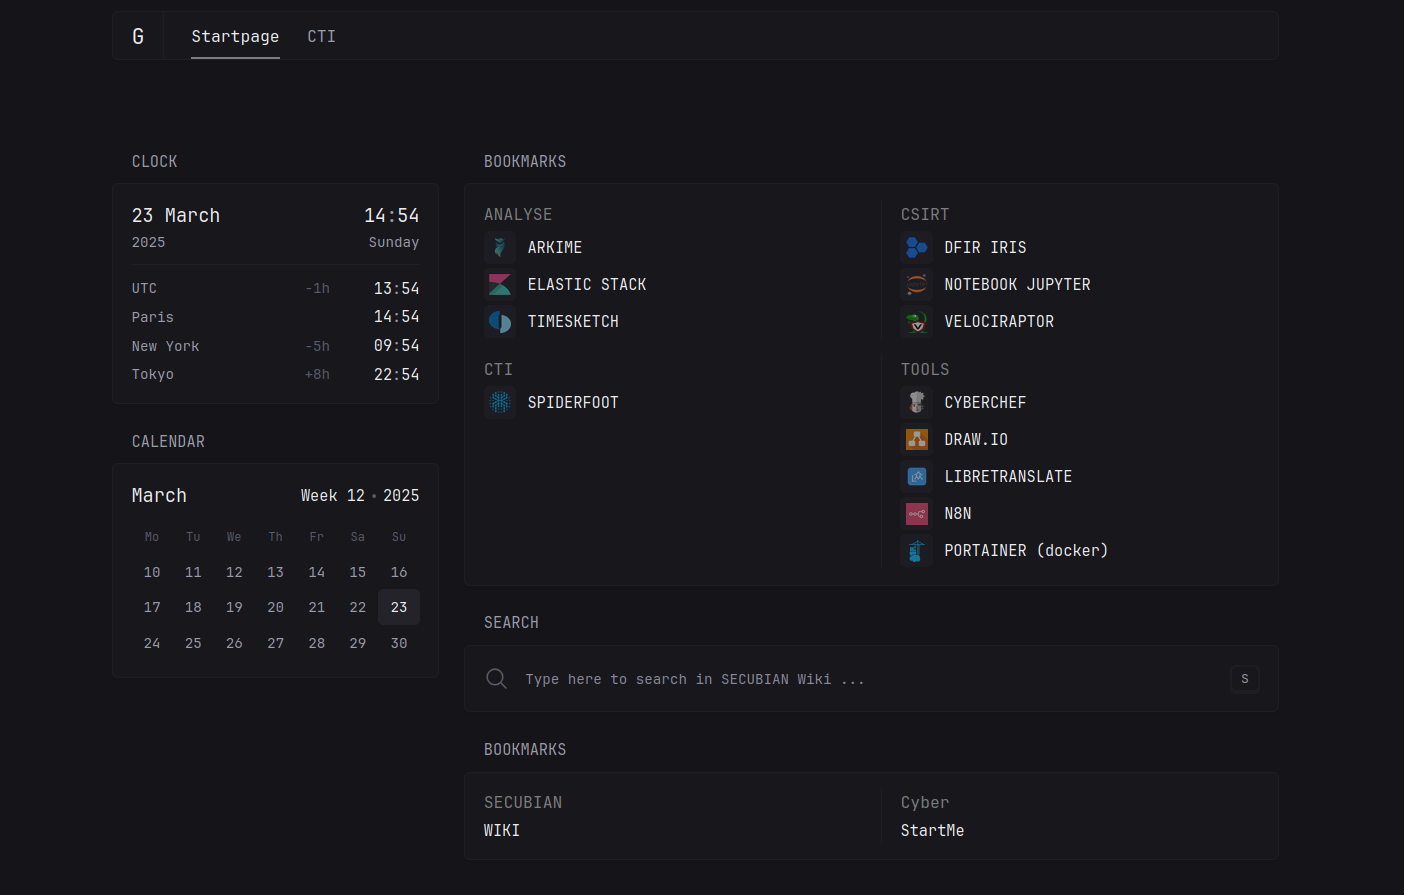 G Startpage CTI
CLOCK
23 March 14:54
2025 Sunday
UTC -1h 13:54
Paris 14:54
New York -5h 09:54
Tokyo +8h 22:54
CALENDAR
March Week 12 • 2025
Mo Tu We Th Fr Sa Su
10 11 12 13 14 15 16
17 18 19 20 21 22 23
24 25 26 27 28 29 30
BOOKMARKS
ANALYSE
ARKIME
ELASTIC STACK
TIMESKETCH
CSIRT
DFIR IRIS
NOTEBOOK JUPYTER
VELOCIRAPTOR
CTI
SPIDERFOOT
TOOLS
CYBERCHEF
DRAW.IO
LIBRETRANSLATE
N8N
PORTAINER (docker)
SEARCH
Type here to search in SECUBIAN Wiki ... S
BOOKMARKS
SECUBIAN
WIKI
Cyber
StartMe